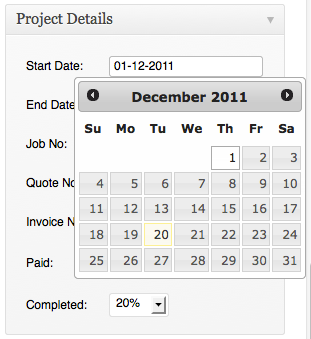 Project Details
Start Date: 01-12-2011
End Date
December 2011
Su Mo Tu We Th Fr Sa
Job No:
1 2 3
Quote No
4 5 6 7 8 9 10
11 12 13 14 15 16 17
Invoice N
18 19 20 21 22 23 24
Paid:
25 26 27 28 29 30 31
Completed: 20%